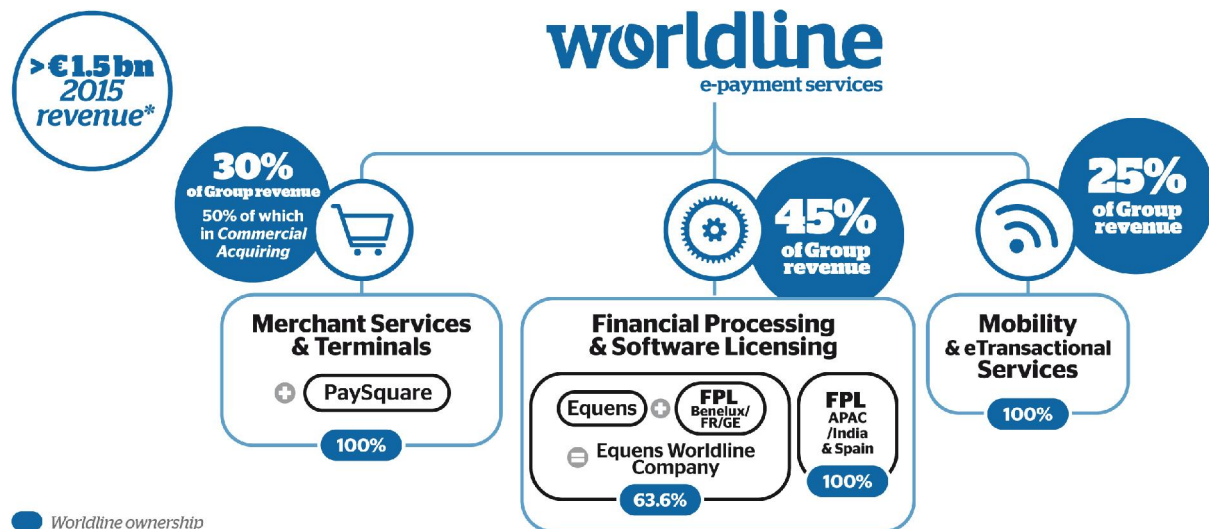 >€1.5bn
2015
revenue*
worldline
e-payment services
30%
of Group revenue
50% of which
in Commercial
Acquiring
45%
of Group
revenue
25%
of Group
revenue
Merchant Services
& Terminals
PaySquare
100%
Financial Processing
& Software Licensing
Equens
+
FPL
Benelux/
FR/GE
=
Equens Worldline
Company
63.6%
FPL
APAC
/India
& Spain
100%
Mobility
& eTransactional
Services
100%
Worldline ownership